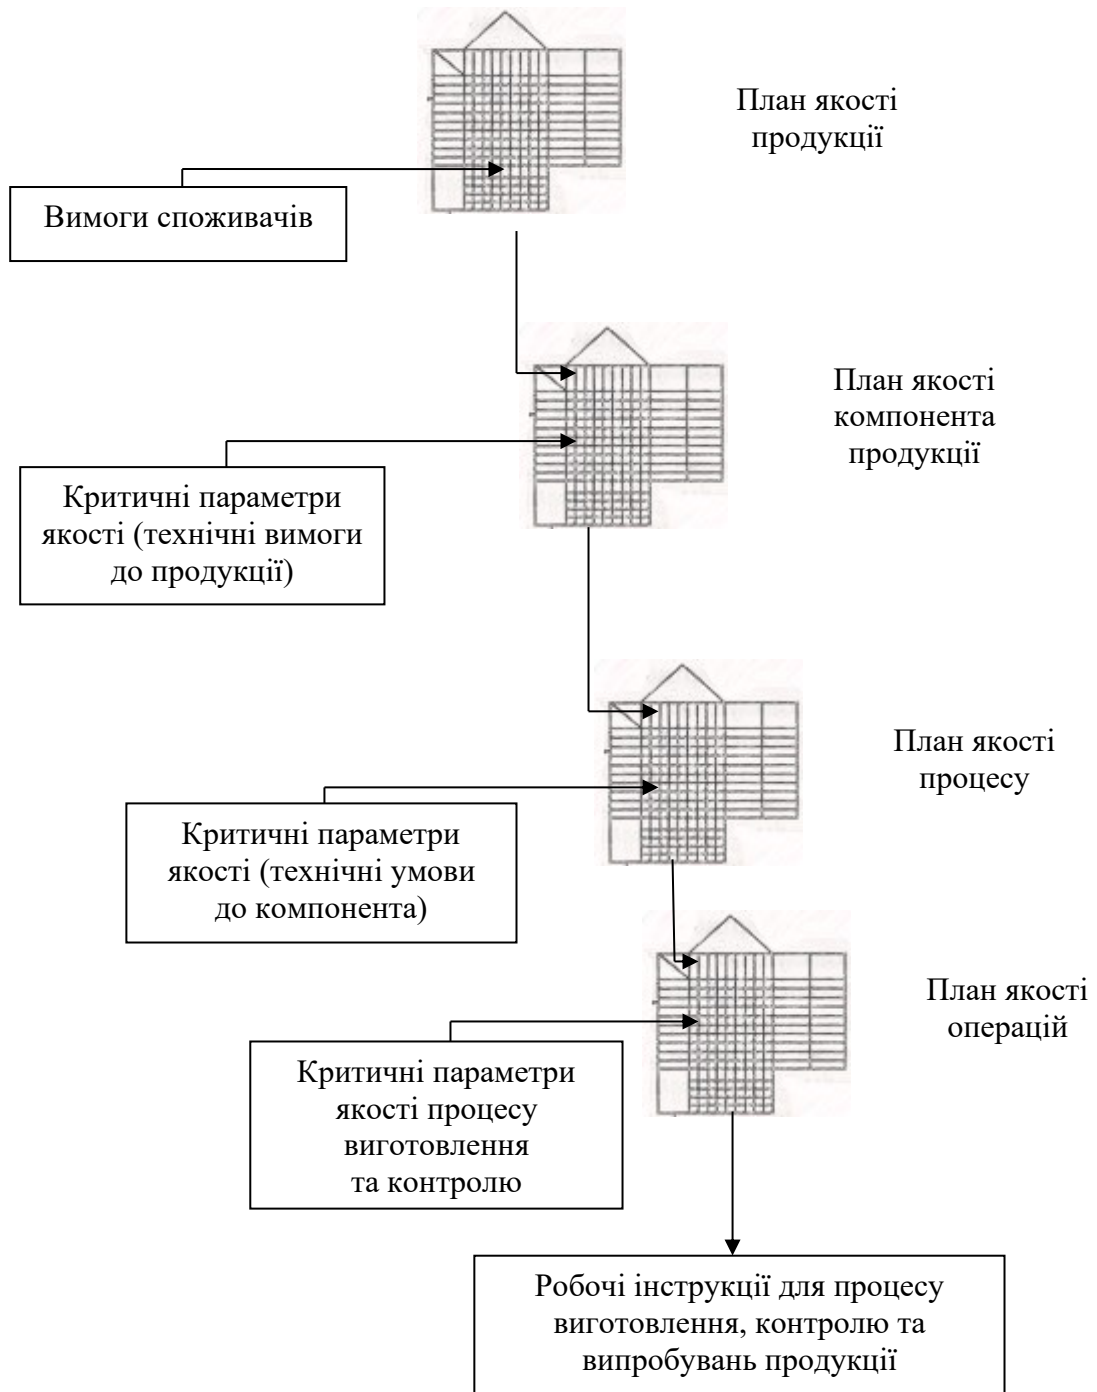 План якості
продукції
Вимоги споживачів
План якості
компонента
продукції
Критичні параметри
якості (технічні вимоги
до продукції)
План якості
процесу
Критичні параметри
якості (технічні умови
до компонента)
План якості
операцій
Критичні параметри
якості процесу
виготовлення
та контролю
Робочі інструкції для процесу
виготовлення, контролю та
випробувань продукції